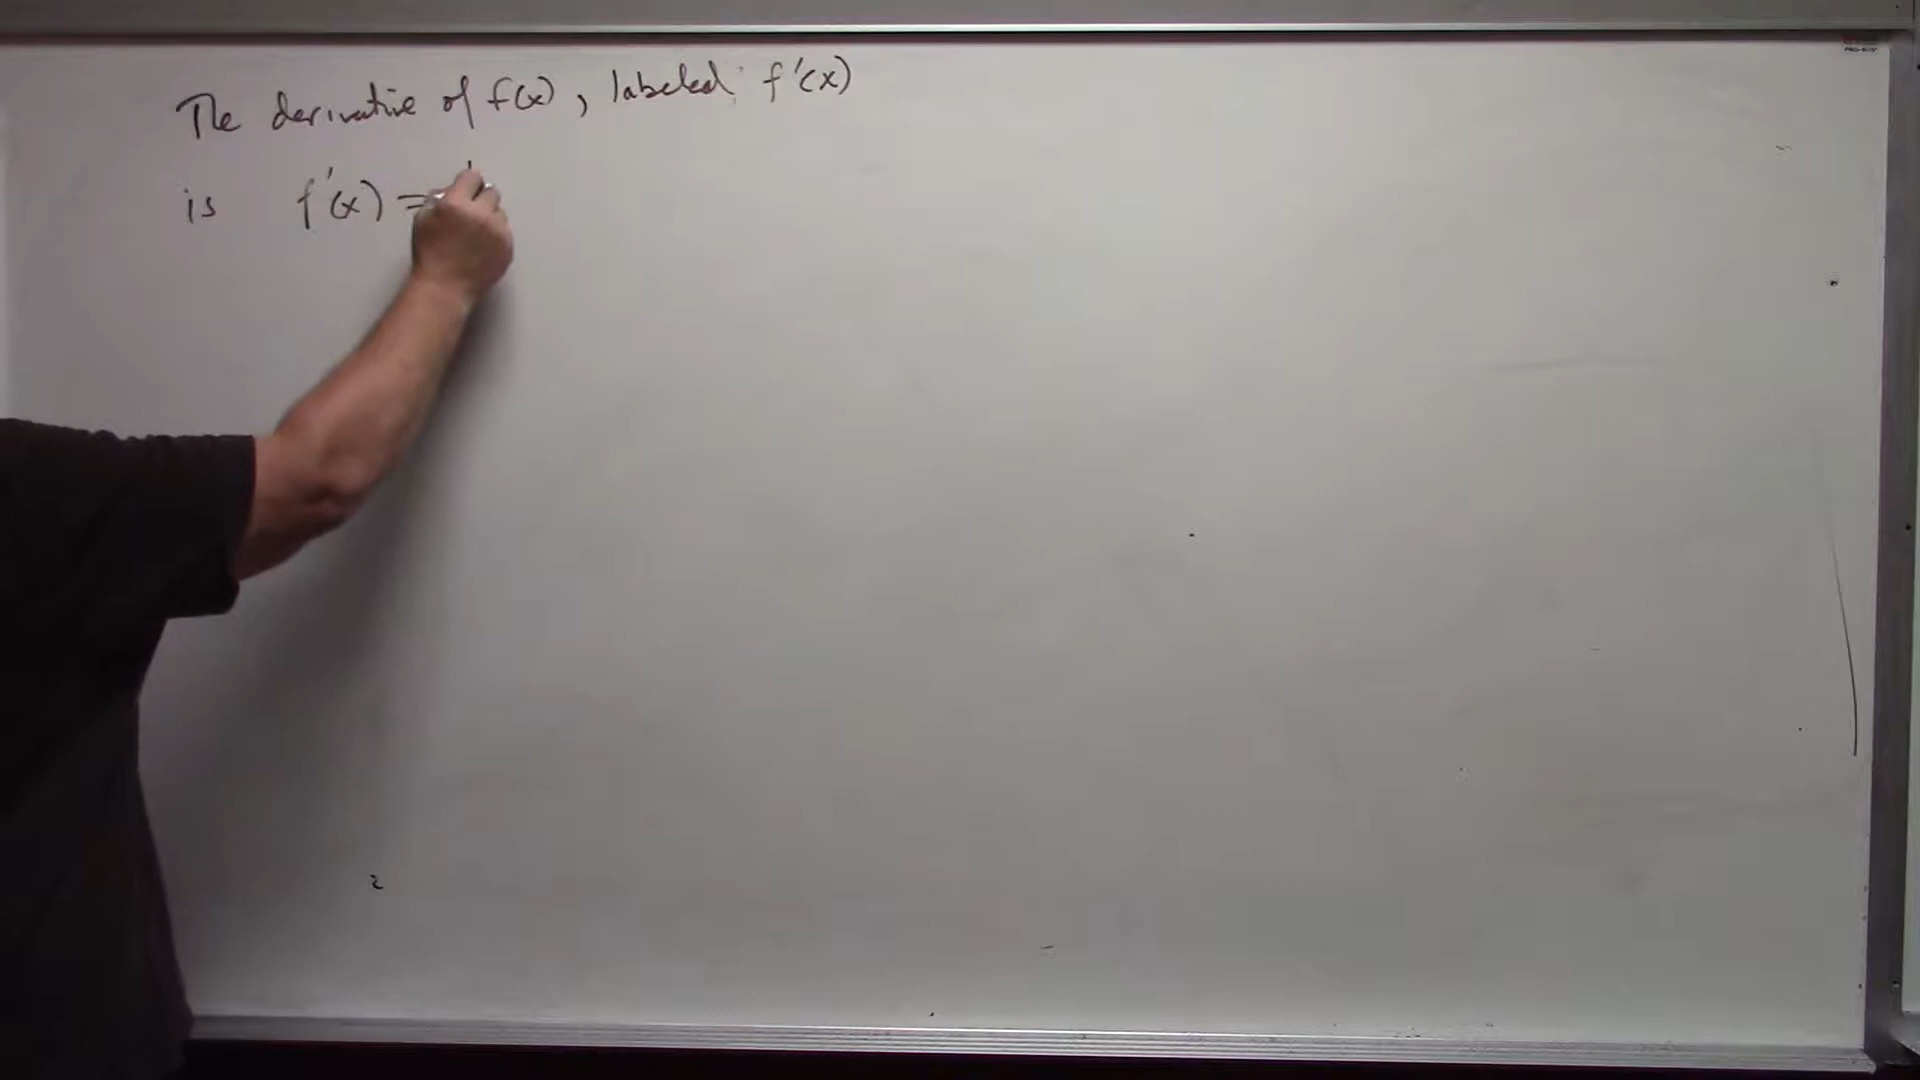 The derivative of f(x), labeled f'(x)
is f'(x) =